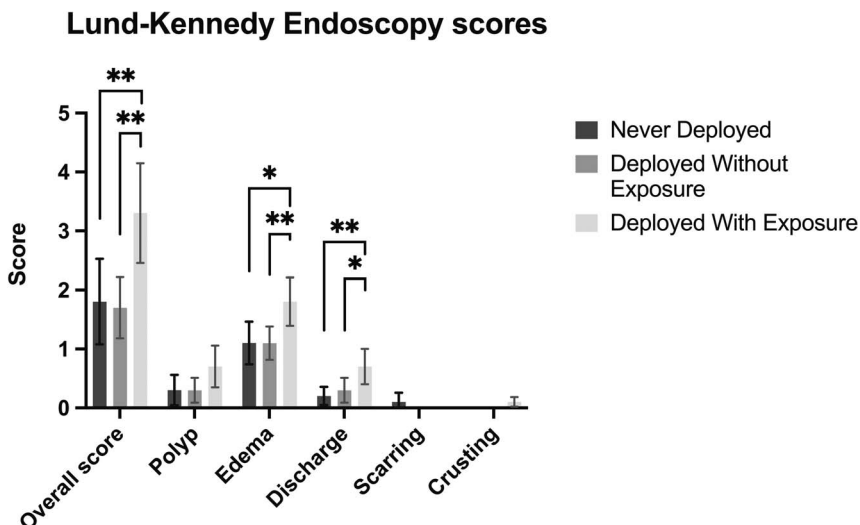 Lund-Kennedy Endoscopy scores
**
**
*
**
**
*
5
4
3
2
1
0
Score
Overall score
Polyp
Edema
Discharge
Scarring
Crusting
Never Deployed
Deployed Without
Exposure
Deployed With Exposure